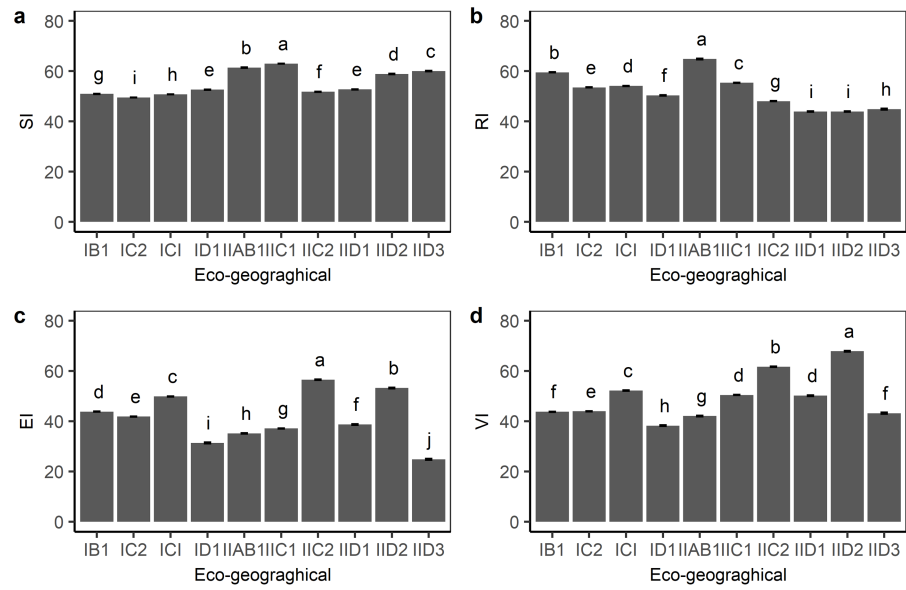 a
80
60
40
20
0
SI
g i h e b a f e d c
IB1 IC2 ICI ID1 IIAB1 IIC1 IIC2 IID1 IID2 IID3
Eco-geograghical
b
80
60
40
20
0
RI
b e d f a c g i i h
IB1 IC2 ICI ID1 IIAB1 IIC1 IIC2 IID1 IID2 IID3
Eco-geograghical
c
80
60
40
20
0
EI
d e c i h g a f b j
IB1 IC2 ICI ID1 IIAB1 IIC1 IIC2 IID1 IID2 IID3
Eco-geograghical
d
80
60
40
20
0
VI
f e c h g d b d a f
IB1 IC2 ICI ID1 IIAB1 IIC1 IIC2 IID1 IID2 IID3
Eco-geograghical